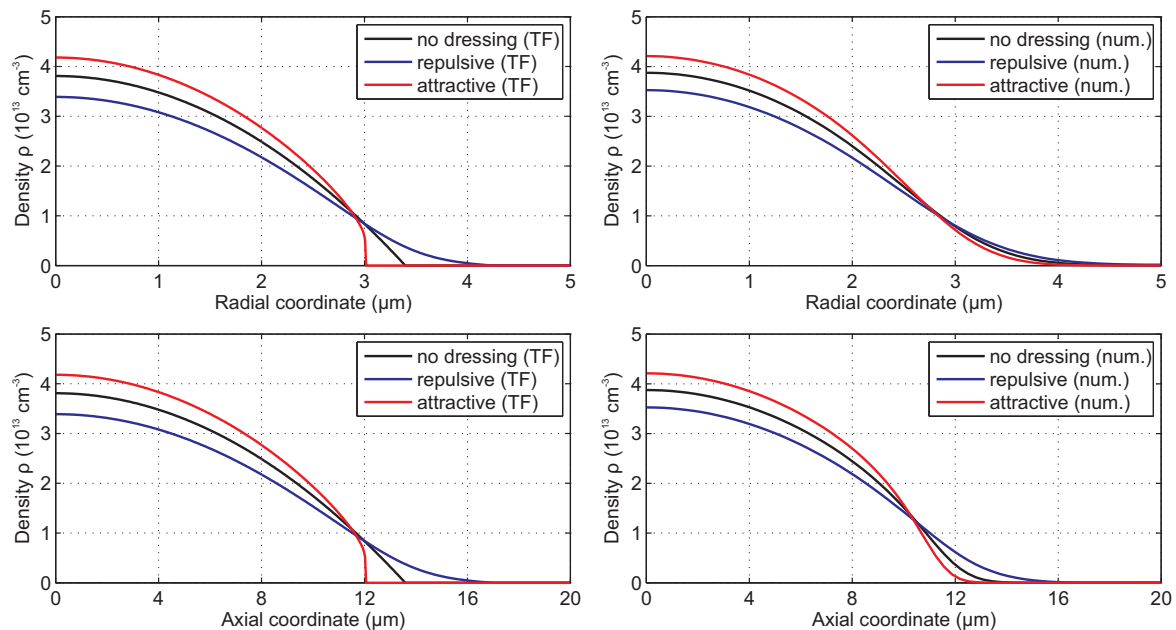 5
4
3
2
1
0
Density ρ (10¹³ cm⁻³)
no dressing (TF)
repulsive (TF)
attractive (TF)
0 1 2 3 4 5
Radial coordinate (µm)
5
4
3
2
1
0
Density ρ (10¹³ cm⁻³)
no dressing (num.)
repulsive (num.)
attractive (num.)
0 1 2 3 4 5
Radial coordinate (µm)
5
4
3
2
1
0
Density ρ (10¹³ cm⁻³)
no dressing (TF)
repulsive (TF)
attractive (TF)
0 4 8 12 16 20
Axial coordinate (µm)
5
4
3
2
1
0
Density ρ (10¹³ cm⁻³)
no dressing (num.)
repulsive (num.)
attractive (num.)
0 4 8 12 16 20
Axial coordinate (µm)